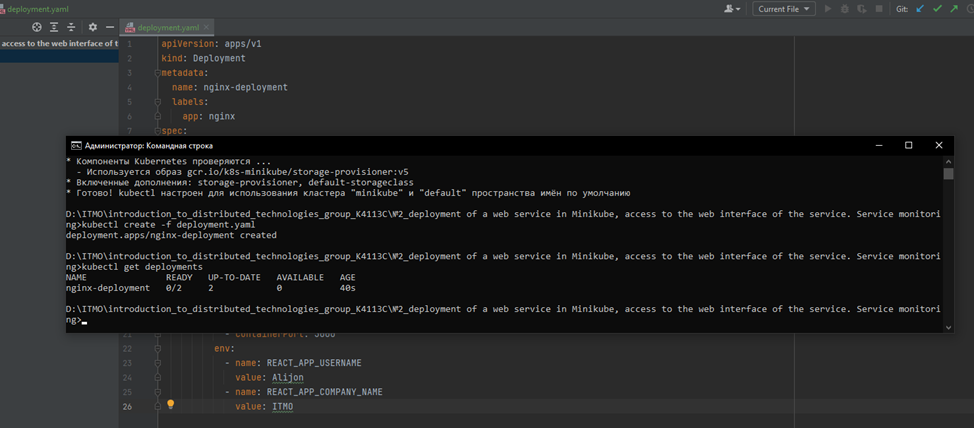 deployment.yaml
Current File
Git:
access to the web interface of t
deployment.yaml
1 apiVersion: apps/v1
2 kind: Deployment
3 metadata:
4 name: nginx-deployment
5 labels:
6 app: nginx
7 spec:
Администратор: Командная строка
* Компоненты Kubernetes проверяются ...
- Используется образ gcr.io/k8s-minikube/storage-provisioner:v5
* Включенные дополнения: storage-provisioner, default-storageclass
* Готово! kubectl настроен для использования кластера "minikube" и "default" пространства имён по умолчанию
D:\ITMO\introduction_to_distributed_technologies_group_K4113C\№2_deployment of a web service in Minikube, access to the web interface of the service. Service monitori
ng>kubectl create -f deployment.yaml
deployment.apps/nginx-deployment created
D:\ITMO\introduction_to_distributed_technologies_group_K4113C\№2_deployment of a web service in Minikube, access to the web interface of the service. Service monitori
ng>kubectl get deployments
NAME READY UP-TO-DATE AVAILABLE AGE
nginx-deployment 0/2 2 0 40s
D:\ITMO\introduction_to_distributed_technologies_group_K4113C\№2_deployment of a web service in Minikube, access to the web interface of the service. Service monitori
ng>
21 - containerPort: 3000
22 env:
23 - name: REACT_APP_USERNAME
24 value: Alijon
25 - name: REACT_APP_COMPANY_NAME
26 value: ITMO